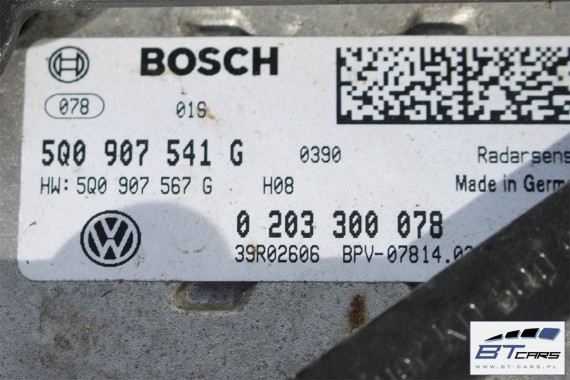 BOSCH
078 01S
5Q0 907 541 G 0390 Radarsens
HW: 5Q0 907 567 G H08 Made in Germ
0 203 300 078
39R02606 BPV-07814.0
BT CARS
WWW.BT-CARS.PL